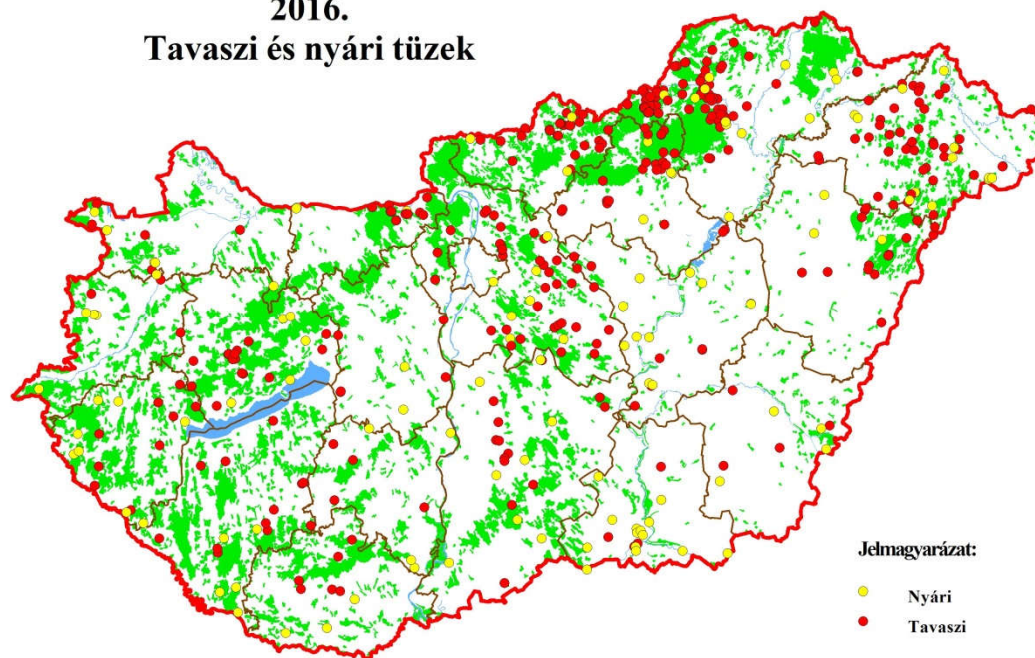 2016.
Tavaszi és nyári tüzek
Jelmagyarázat:
Nyári
Tavaszi